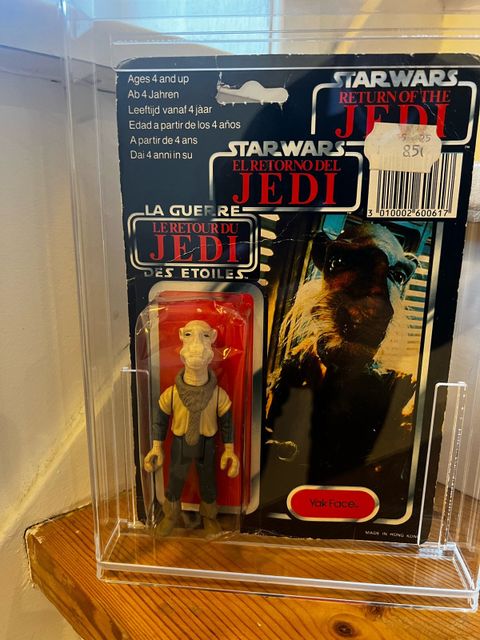 Ages 4 and up
Ab 4 Jahren
Leeftijd vanaf 4 jaar
Edad a partir de los 4 años
A partir de 4 ans
Dai 4 anni in su
STAR WARS
RETURN OF THE
JEDI
STAR WARS
EL RETORNO DEL
JEDI
LA GUERRE
LE RETOUR DU
JEDI
DES ETOILES
3 010002 600617
Yak Face
MADE IN HONG KONG